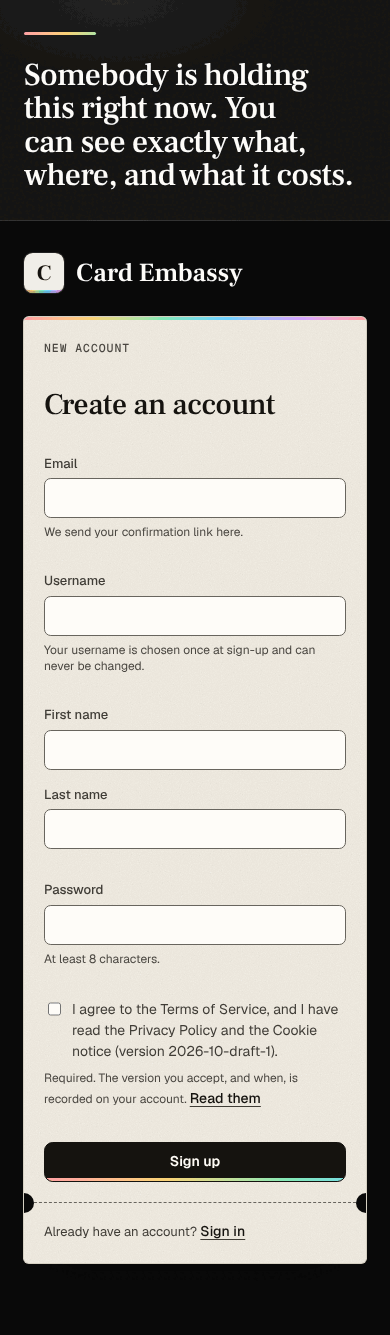 Somebody is holding
this right now. You
can see exactly what,
where, and what it costs.
C
Card Embassy
NEW ACCOUNT
Create an account
Email
We send your confirmation link here.
Username
Your username is chosen once at sign-up and can
never be changed.
First name
Last name
Password
At least 8 characters.
I agree to the Terms of Service, and I have
read the Privacy Policy and the Cookie
notice (version 2026-10-draft-1).
Required. The version you accept, and when, is
recorded on your account. Read them
Sign up
Already have an account? Sign in